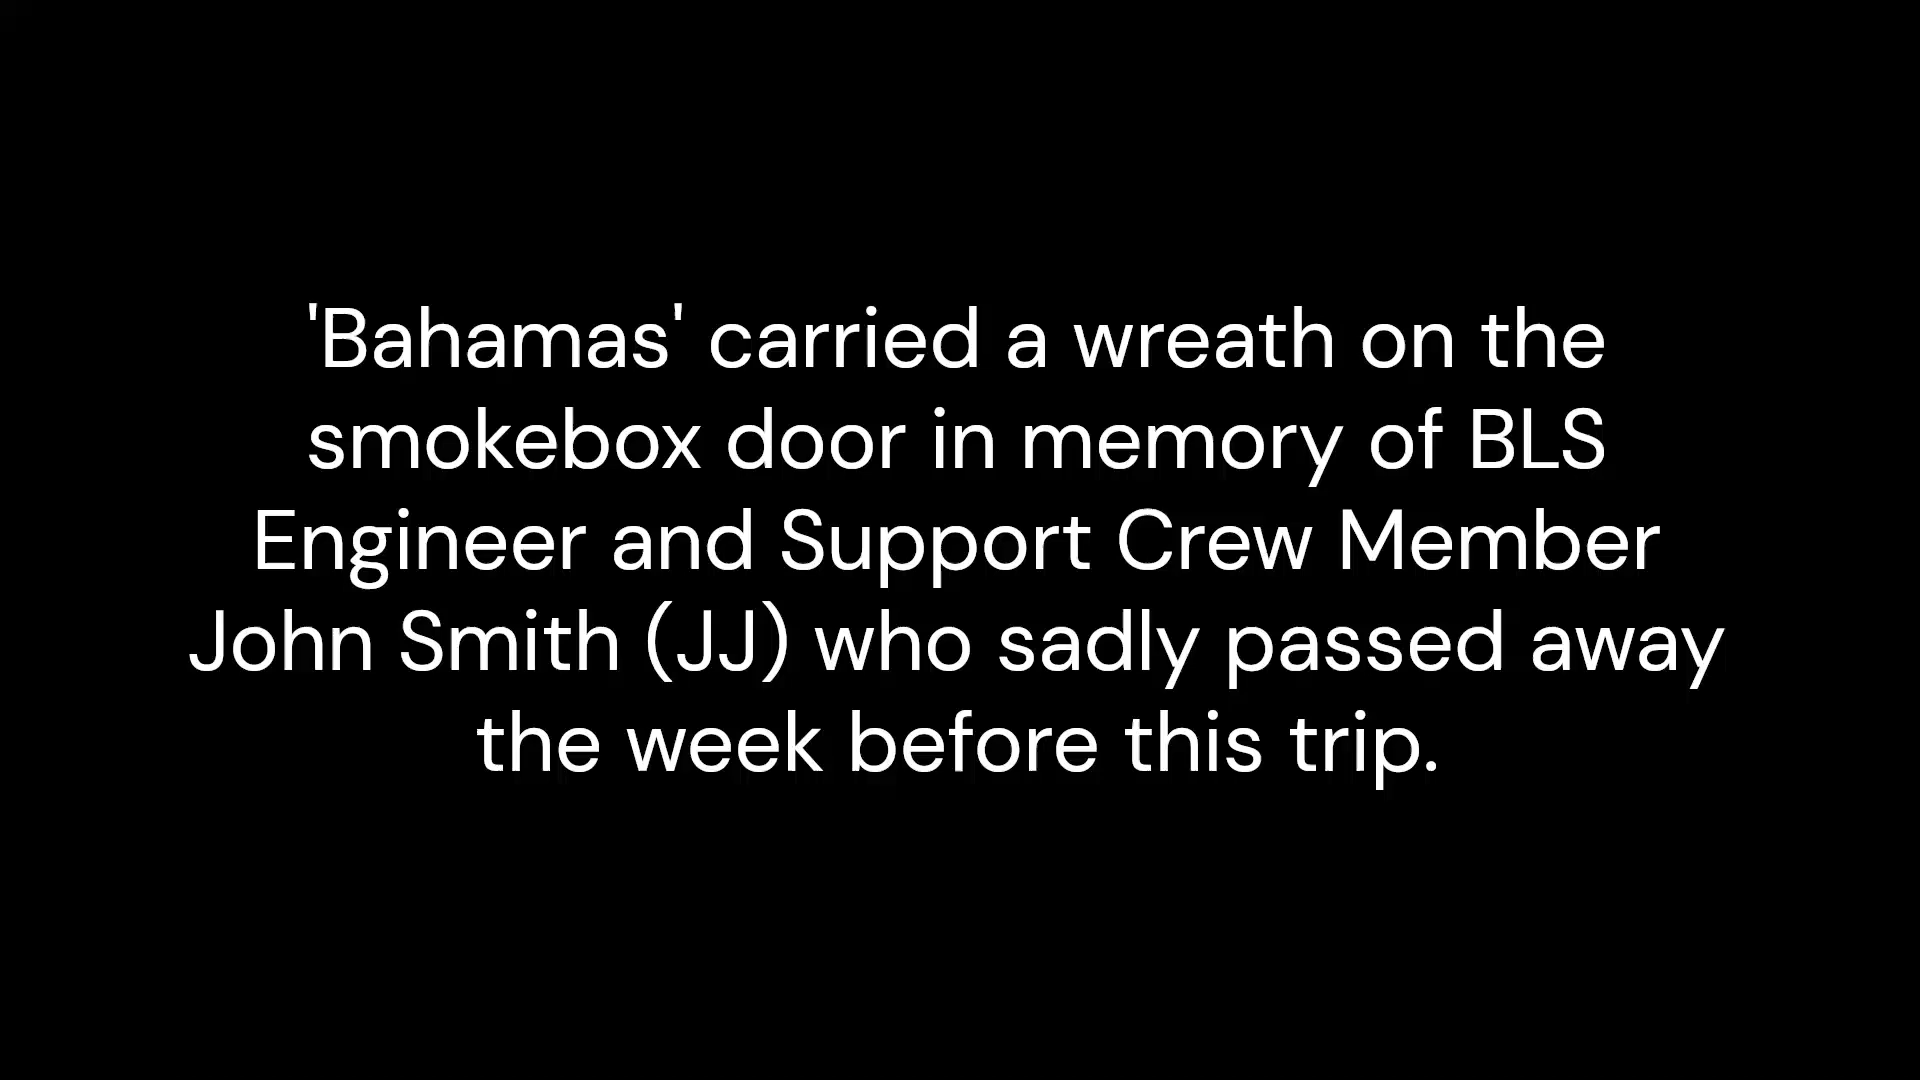 'Bahamas' carried a wreath on the
smokebox door in memory of BLS
Engineer and Support Crew Member
John Smith (JJ) who sadly passed away
the week before this trip.